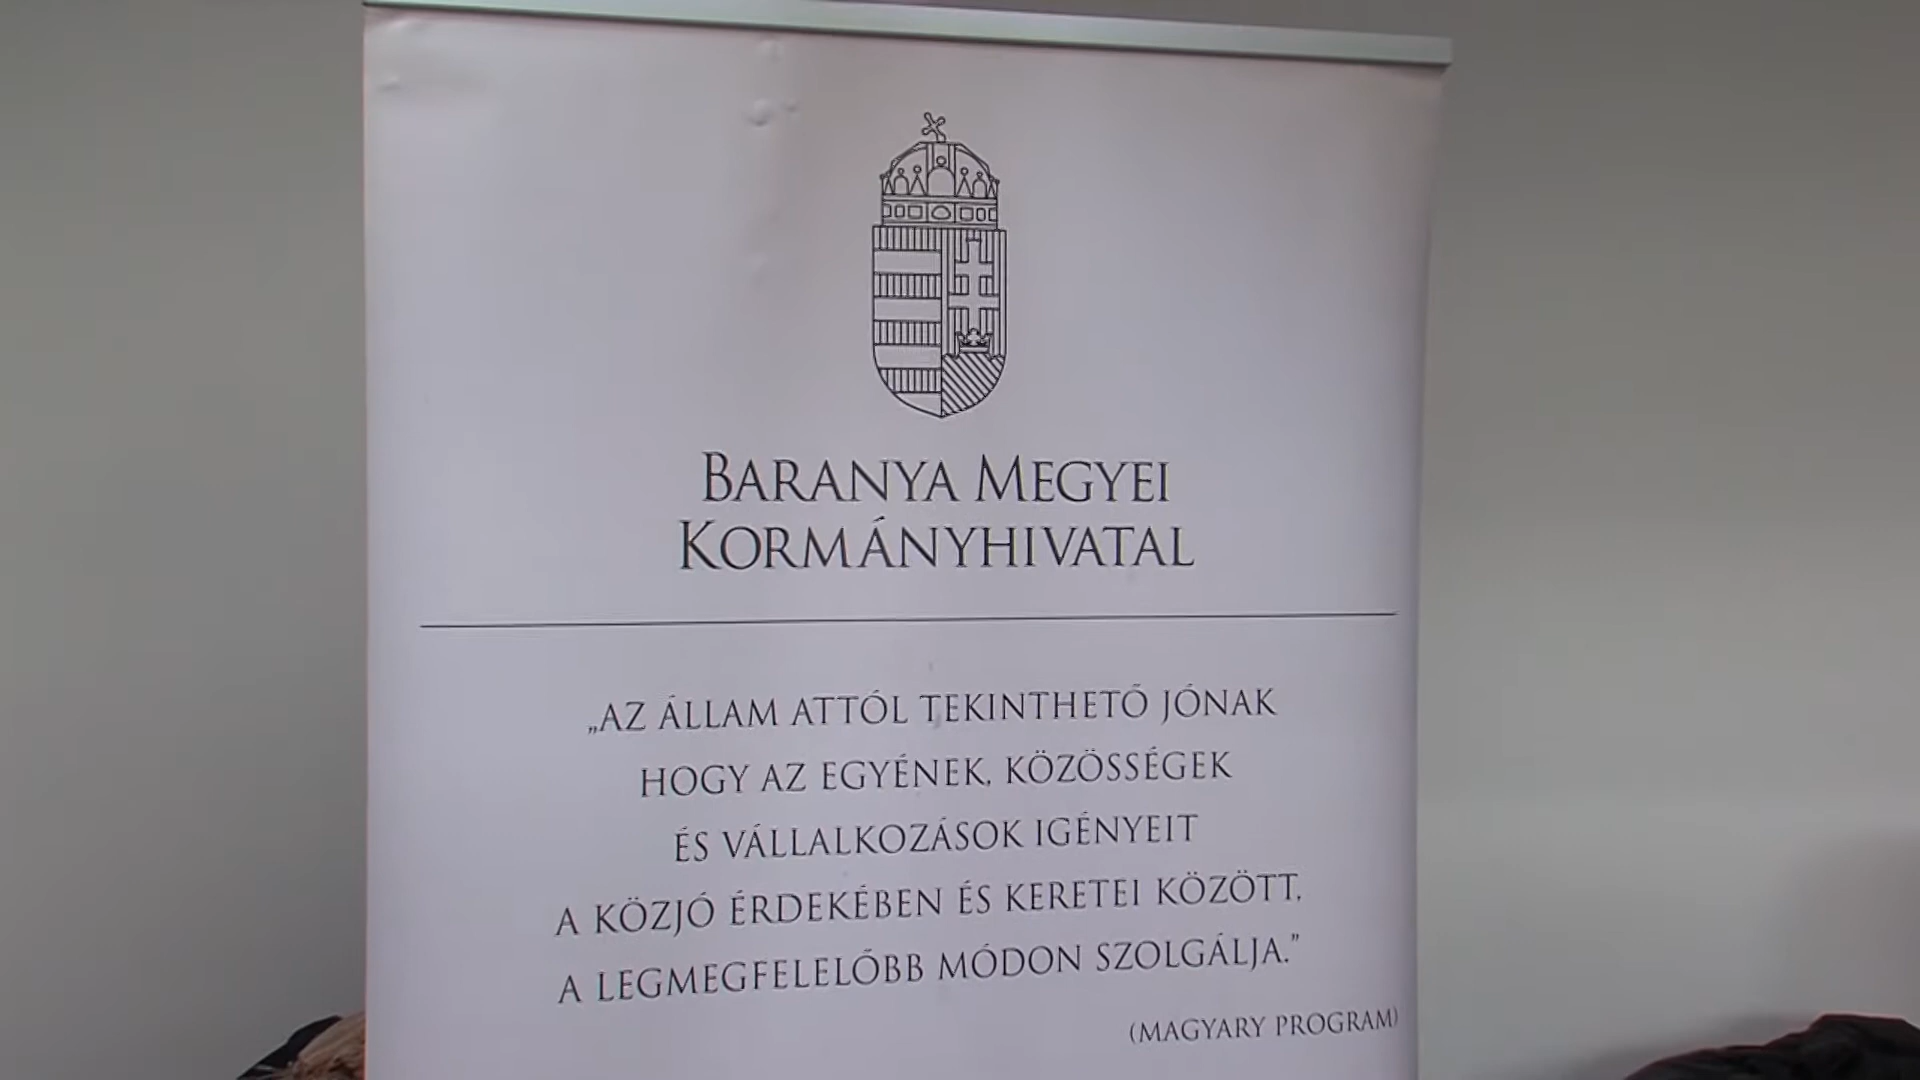 BARANYA MEGYEI
KORMÁNYHIVATAL
„AZ ÁLLAM ATTÓL TEKINTHETŐ JÓNAK
HOGY AZ EGYÉNEK, KÖZÖSSÉGEK
ÉS VÁLLALKOZÁSOK IGÉNYEIT
A KÖZJÓ ÉRDEKÉBEN ÉS KERETEI KÖZÖTT,
A LEGMEGFELELŐBB MÓDON SZOLGÁLJA.”
(MAGYARY PROGRAM)